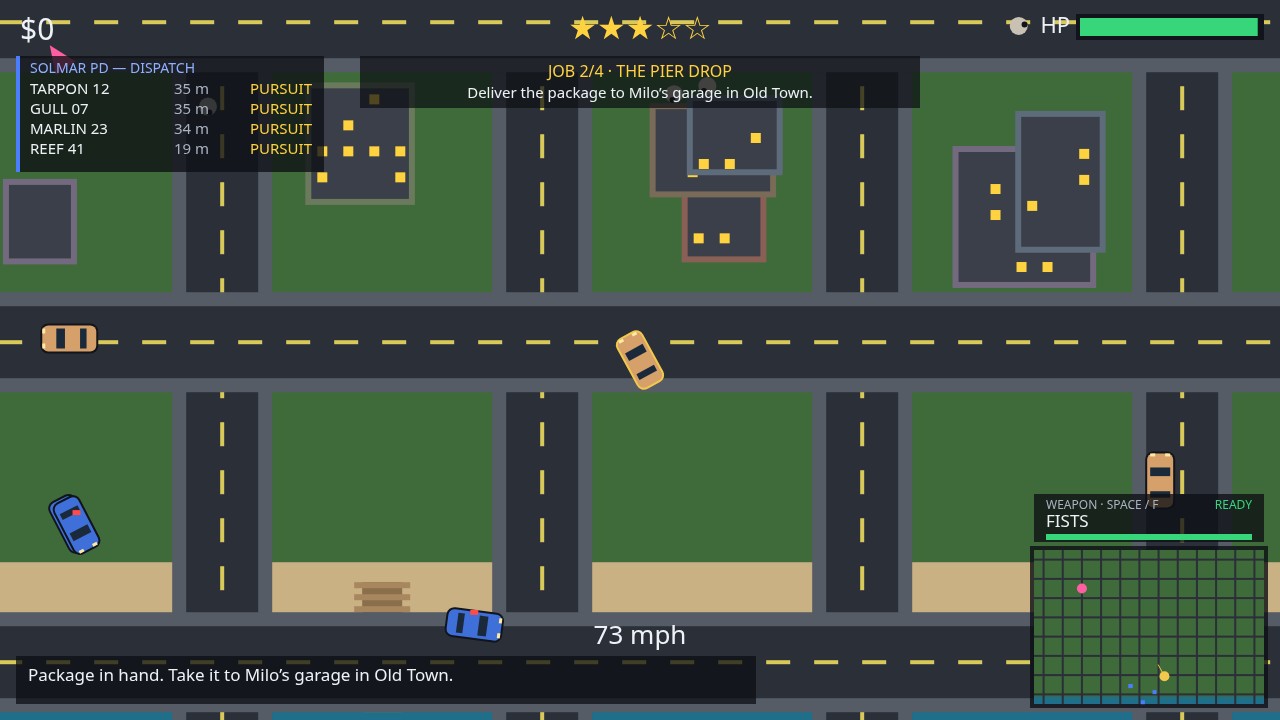 $0
★★★☆☆
HP
SOLMAR PD — DISPATCH
TARPON 12 35 m PURSUIT
GULL 07 35 m PURSUIT
MARLIN 23 34 m PURSUIT
REEF 41 19 m PURSUIT
JOB 2/4 · THE PIER DROP
Deliver the package to Milo’s garage in Old Town.
WEAPON · SPACE / F READY
FISTS
73 mph
Package in hand. Take it to Milo’s garage in Old Town.